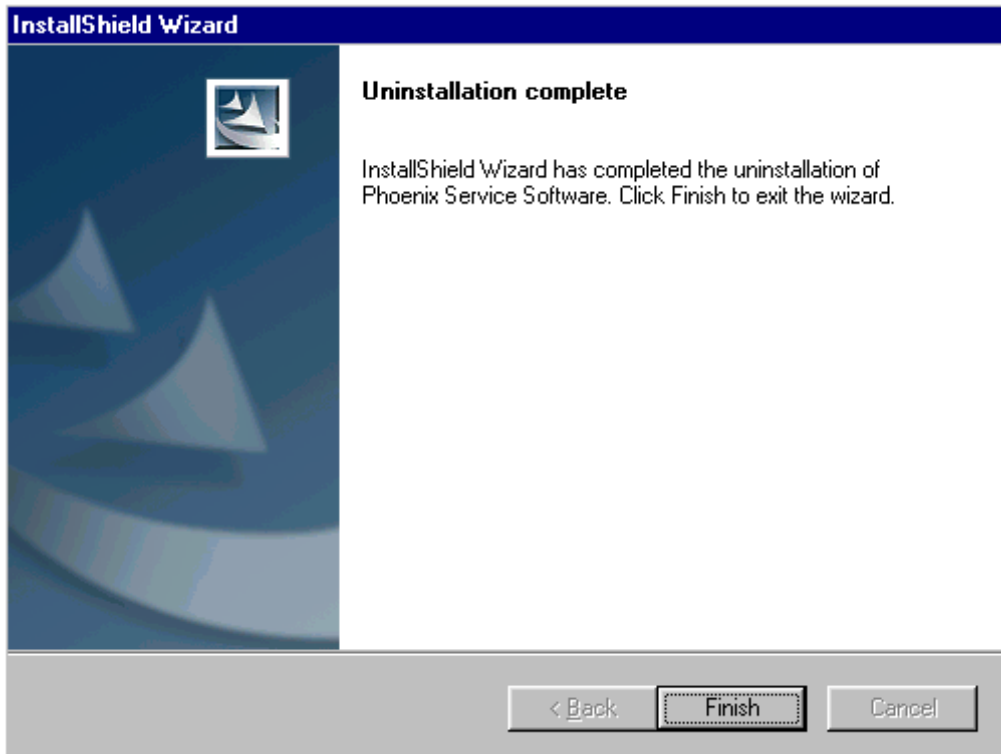 InstallShield Wizard
Uninstallation complete
InstallShield Wizard has completed the uninstallation of
Phoenix Service Software. Click Finish to exit the wizard.
< Back Finish Cancel